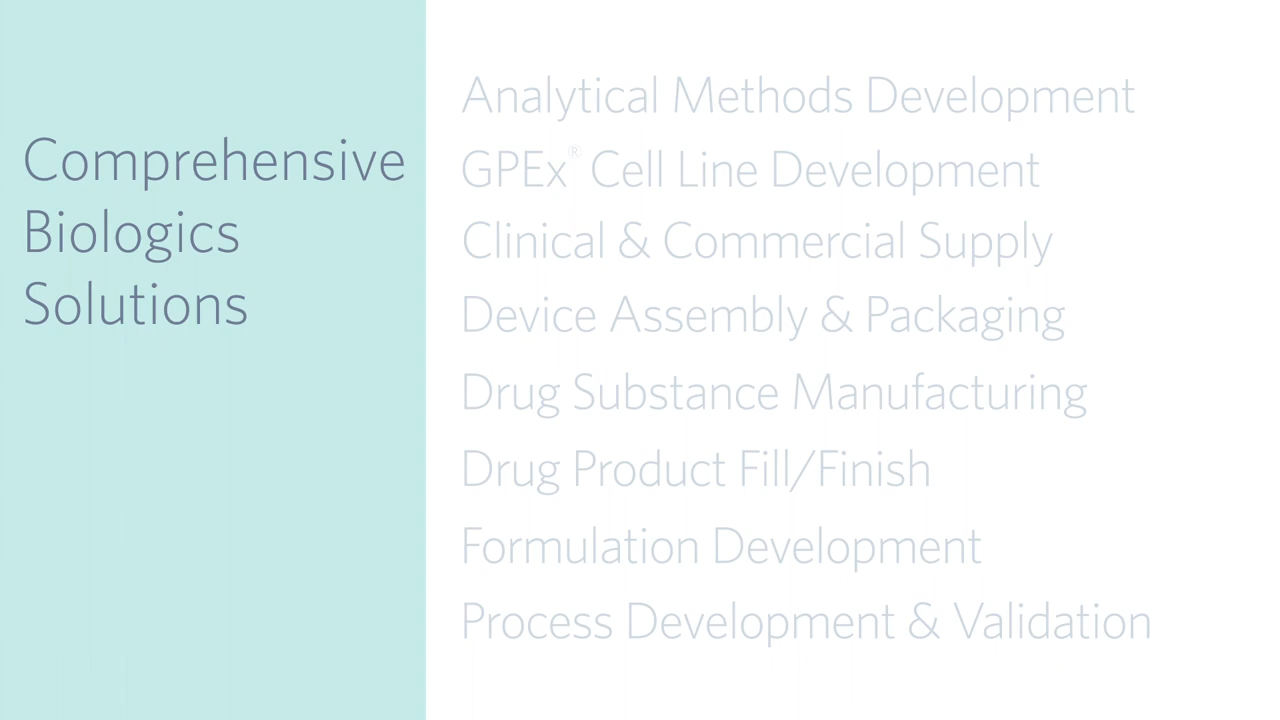 Comprehensive
Biologics
Solutions
Analytical Methods Development
GPEx® Cell Line Development
Clinical & Commercial Supply
Device Assembly & Packaging
Drug Substance Manufacturing
Drug Product Fill/Finish
Formulation Development
Process Development & Validation